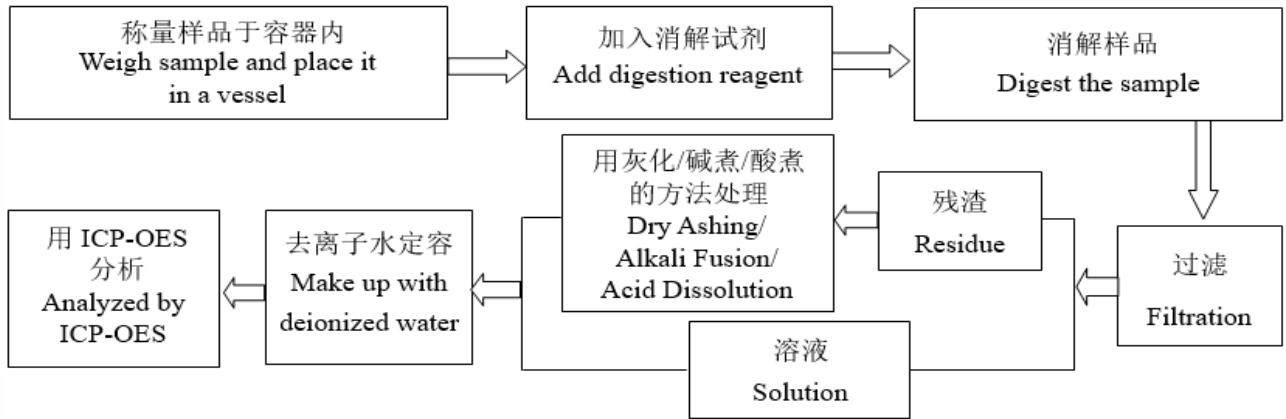 称量样品于容器内
Weigh sample and place it
in a vessel
加入消解试剂
Add digestion reagent
消解样品
Digest the sample
过滤
Filtration
残渣
Residue
用灰化/碱煮/酸煮
的方法处理
Dry Ashing/
Alkali Fusion/
Acid Dissolution
溶液
Solution
去离子水定容
Make up with
deionized water
用 ICP-OES
分析
Analyzed by
ICP-OES